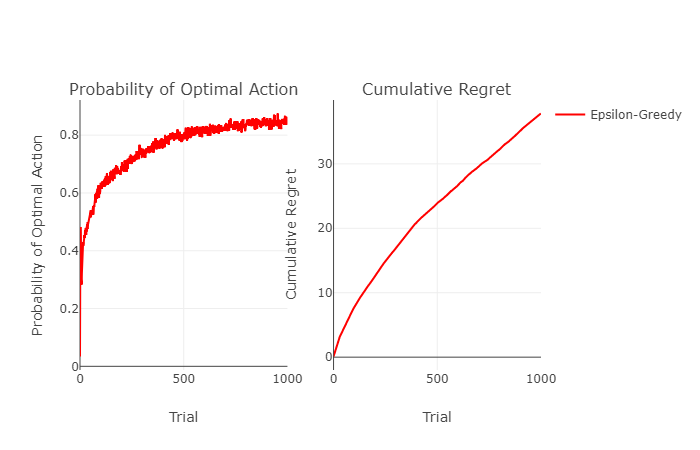 Probability of Optimal Action
Cumulative Regret
Epsilon-Greedy
Probability of Optimal Action
0.8
0.6
0.4
0.2
0
0
500
1000
Trial
Cumulative Regret
30
20
10
0
0
500
1000
Trial